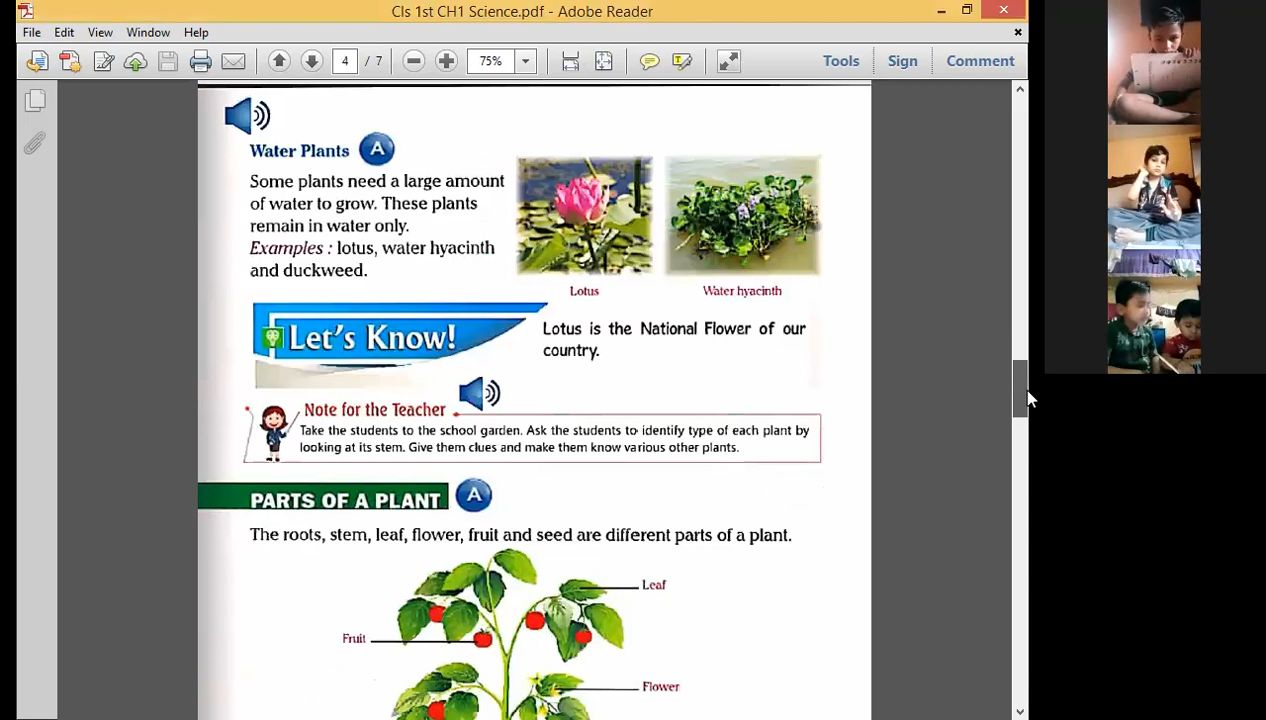 Cls 1st CH1 Science.pdf - Adobe Reader
File Edit View Window Help
4 / 7 75% Tools Sign Comment
Water Plants A
Some plants need a large amount
of water to grow. These plants
remain in water only.
Examples : lotus, water hyacinth
and duckweed.
Lotus Water hyacinth
Let's Know!
Lotus is the National Flower of our
country.
Note for the Teacher
Take the students to the school garden. Ask the students to identify type of each plant by
looking at its stem. Give them clues and make them know various other plants.
PARTS OF A PLANT A
The roots, stem, leaf, flower, fruit and seed are different parts of a plant.
Leaf
Fruit
Flower